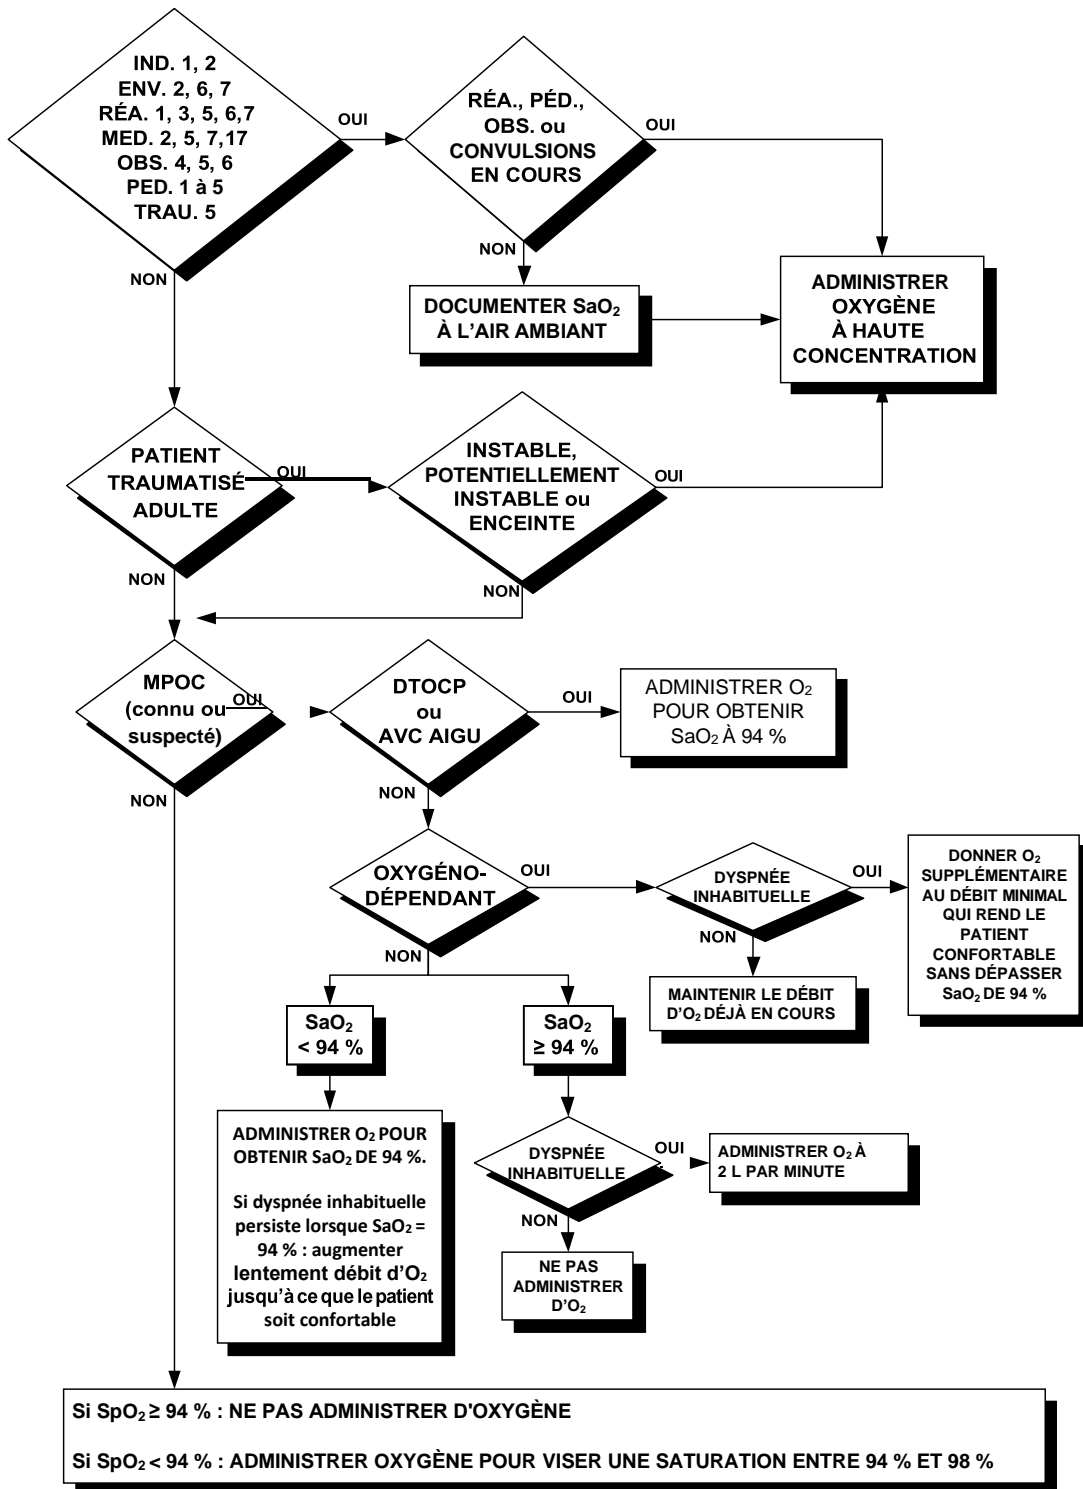 IND. 1, 2
ENV. 2, 6, 7
RÉA. 1, 3, 5, 6,7
MED. 2, 5, 7,17
OBS. 4, 5, 6
PED. 1 à 5
TRAU. 5
OUI
NON
RÉA., PÉD.,
OBS. ou
CONVULSIONS
EN COURS
OUI
NON
DOCUMENTER SaO₂
À L'AIR AMBIANT
ADMINISTRER
OXYGÈNE
À HAUTE
CONCENTRATION
PATIENT
TRAUMATISÉ
ADULTE
OUI
NON
INSTABLE,
POTENTIELLEMENT
INSTABLE ou
ENCEINTE
OUI
NON
MPOC
(connu ou
suspecté)
OUI
NON
DTOCP
ou
AVC AIGU
OUI
NON
ADMINISTRER O₂
POUR OBTENIR
SaO₂ À 94 %
OXYGÉNO-
DÉPENDANT
OUI
NON
DYSPNÉE
INHABITUELLE
OUI
NON
DONNER O₂
SUPPLÉMENTAIRE
AU DÉBIT MINIMAL
QUI REND LE
PATIENT
CONFORTABLE
SANS DÉPASSER
SaO₂ DE 94 %
MAINTENIR LE DÉBIT
D'O₂ DÉJÀ EN COURS
SaO₂
< 94 %
SaO₂
≥ 94 %
ADMINISTRER O₂ POUR
OBTENIR SaO₂ DE 94 %.
Si dyspnée inhabituelle
persiste lorsque SaO₂ =
94 % : augmenter
lentement débit d'O₂
jusqu'à ce que le patient
soit confortable
DYSPNÉE
INHABITUELLE
OUI
NON
ADMINISTRER O₂ À
2 L PAR MINUTE
NE PAS
ADMINISTRER
D'O₂
Si SpO₂ ≥ 94 % : NE PAS ADMINISTRER D'OXYGÈNE
Si SpO₂ < 94 % : ADMINISTRER OXYGÈNE POUR VISER UNE SATURATION ENTRE 94 % ET 98 %